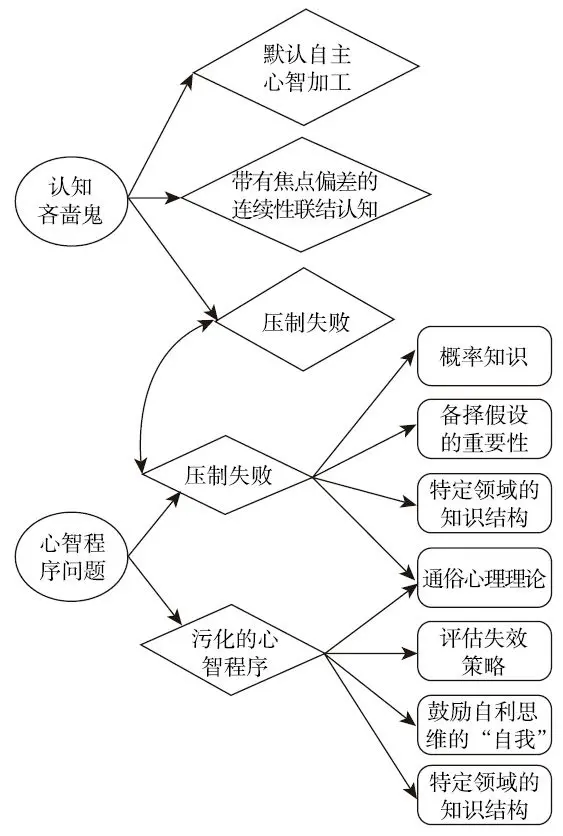 默认自主
心智加工
认知
吝啬鬼
带有焦点偏差的
连续性联结认知
压制失败
概率知识
备择假设
的重要性
压制失败
特定领域的
知识结构
心智程
序问题
通俗心理理论
污化的心
智程序
评估失效
策略
鼓励自利思
维的“自我”
特定领域的
知识结构